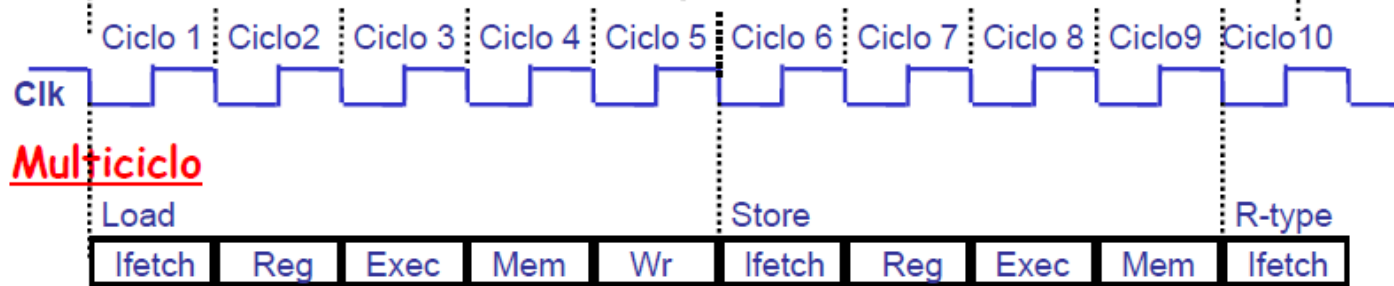 Ciclo 1 Ciclo2 Ciclo 3 Ciclo 4 Ciclo 5 Ciclo 6 Ciclo 7 Ciclo 8 Ciclo9 Ciclo10
Clk
Multiciclo
Load Store R-type
Ifetch Reg Exec Mem Wr Ifetch Reg Exec Mem Ifetch